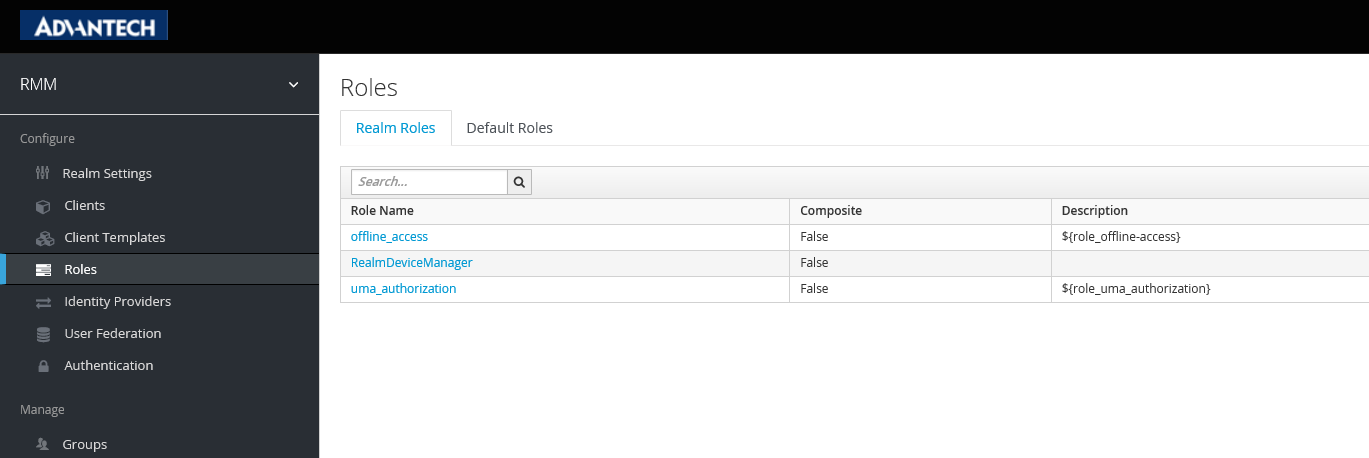 ADVANTECH
RMM
Configure
Realm Settings
Clients
Client Templates
Roles
Identity Providers
User Federation
Authentication
Manage
Groups
Roles
Realm Roles Default Roles
Search...
Role Name Composite Description
offline_access False ${role_offline-access}
RealmDeviceManager False
uma_authorization False ${role_uma_authorization}